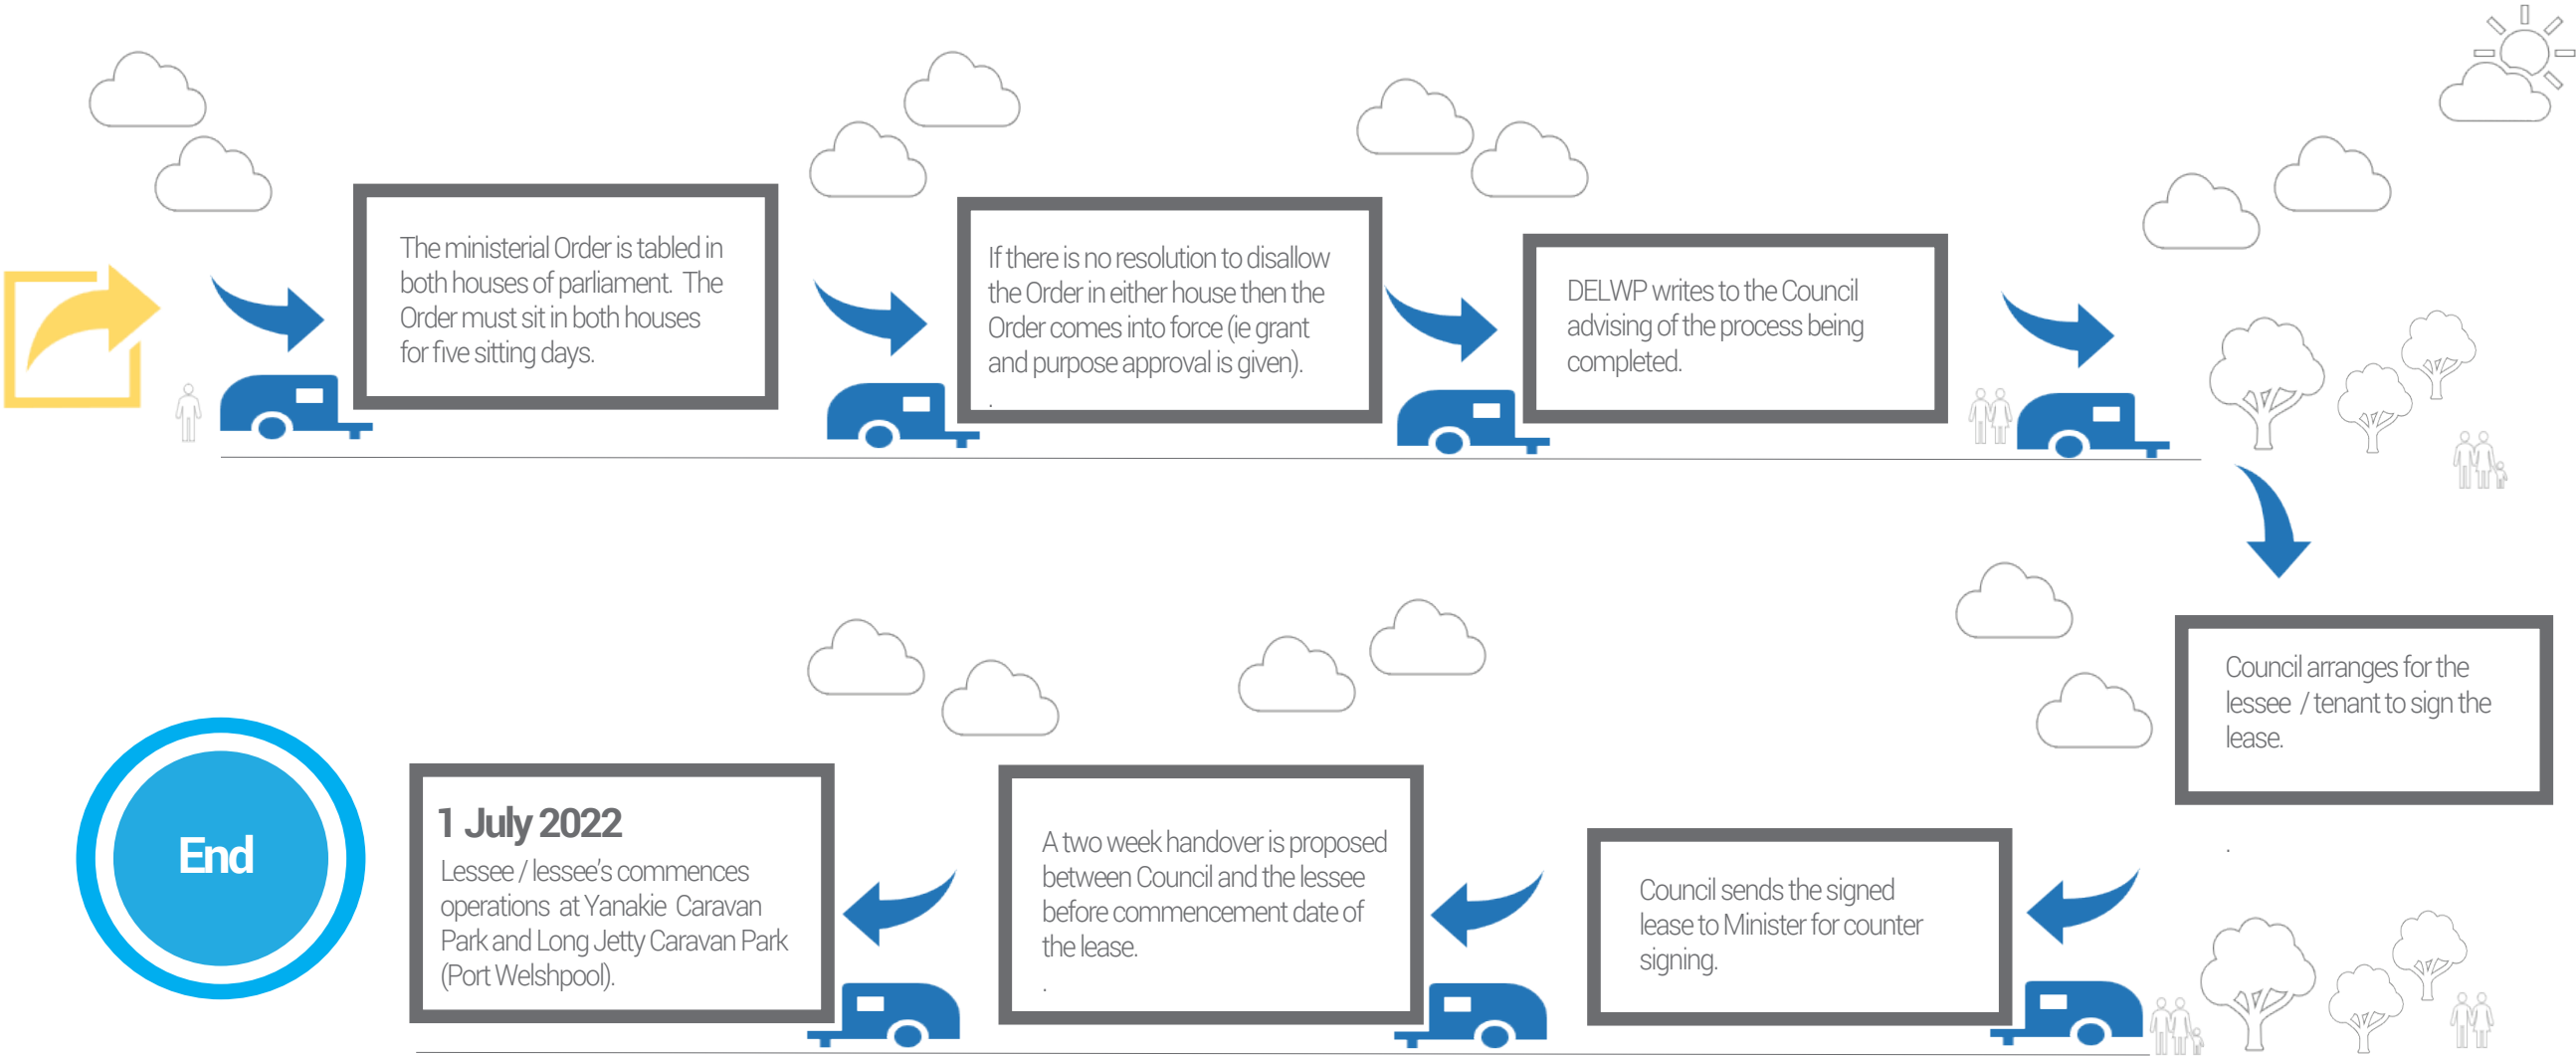 The ministerial Order is tabled in
both houses of parliament. The
Order must sit in both houses
for five sitting days.
If there is no resolution to disallow
the Order in either house then the
Order comes into force (ie grant
and purpose approval is given).
.
DELWP writes to the Council
advising of the process being
completed.
Council arranges for the
lessee / tenant to sign the
lease.
.
Council sends the signed
lease to Minister for counter
signing.
A two week handover is proposed
between Council and the lessee
before commencement date of
the lease.
.
1 July 2022
Lessee / lessee's commences
operations at Yanakie Caravan
Park and Long Jetty Caravan Park
(Port Welshpool).
End